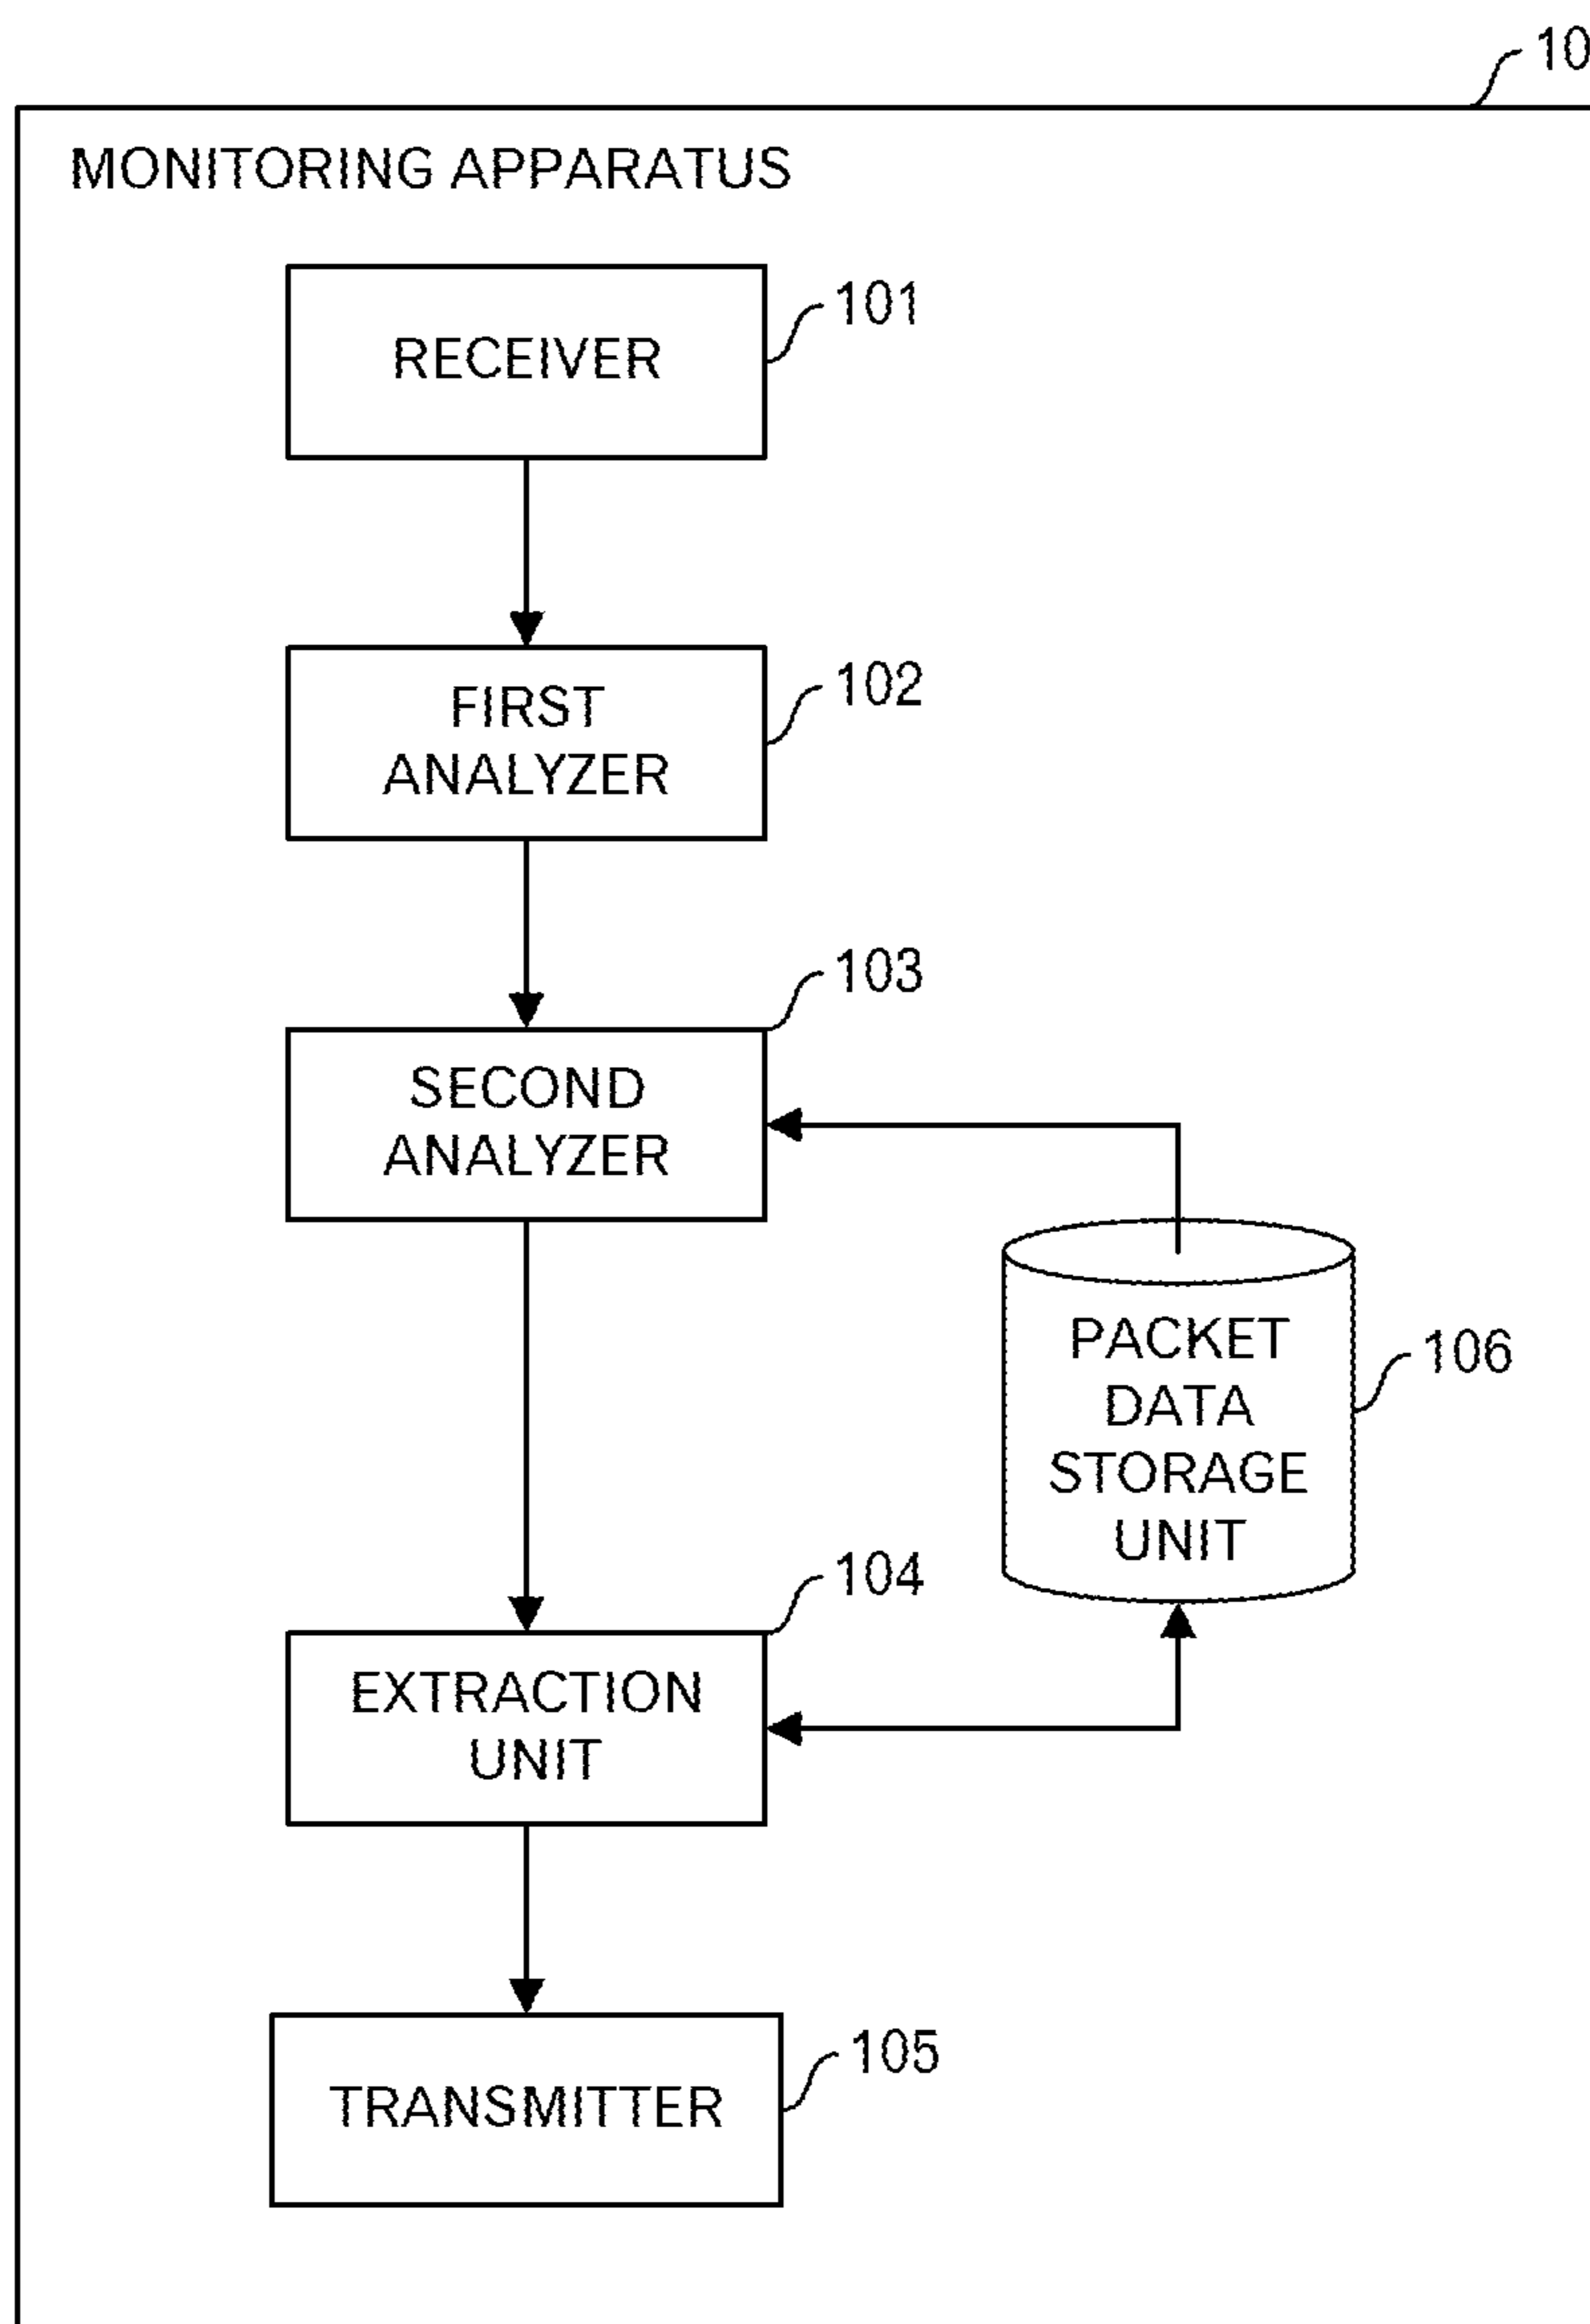 10
MONITORING APPARATUS
RECEIVER
101
FIRST
ANALYZER
102
SECOND
ANALYZER
103
PACKET
DATA
STORAGE
UNIT
106
EXTRACTION
UNIT
104
TRANSMITTER
105